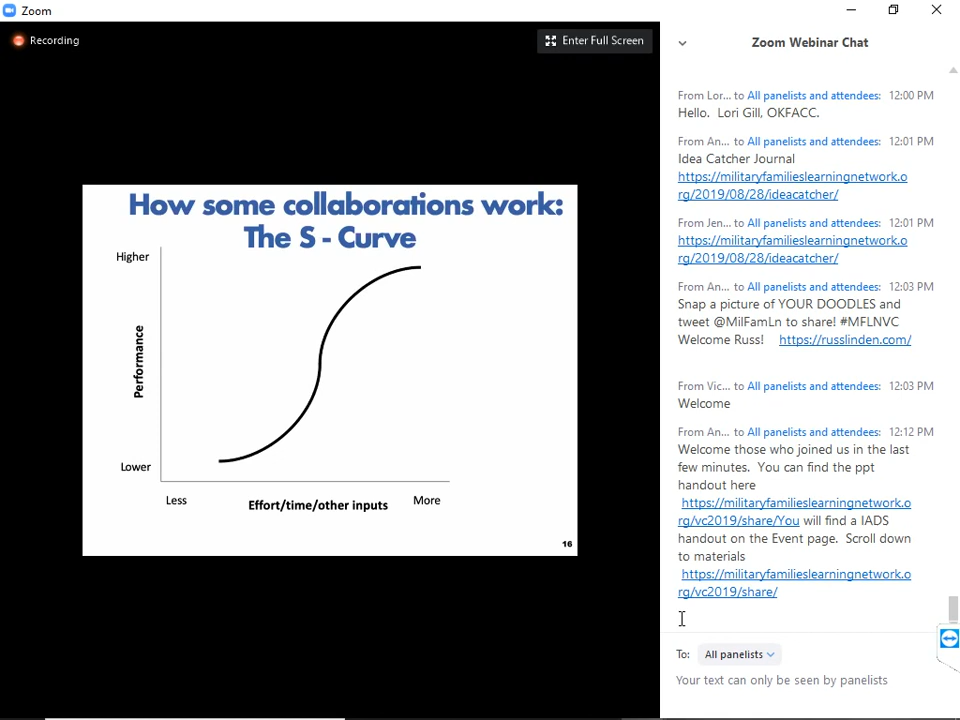 Zoom
Recording
Enter Full Screen
How some collaborations work:
The S - Curve
Higher
Performance
Lower
Less
Effort/time/other inputs
More
16
Zoom Webinar Chat
From Lor... to All panelists and attendees: 12:00 PM
Hello. Lori Gill, OKFACC.
From An... to All panelists and attendees: 12:01 PM
Idea Catcher Journal
https://militaryfamilieslearningnetwork.o
rg/2019/08/28/ideacatcher/
From Jen... to All panelists and attendees: 12:01 PM
https://militaryfamilieslearningnetwork.o
rg/2019/08/28/ideacatcher/
From An... to All panelists and attendees: 12:03 PM
Snap a picture of YOUR DOODLES and
tweet @MilFamLn to share! #MFLNVC
Welcome Russ! https://russlinden.com/
From Vic... to All panelists and attendees: 12:03 PM
Welcome
From An... to All panelists and attendees: 12:12 PM
Welcome those who joined us in the last
few minutes. You can find the ppt
handout here
https://militaryfamilieslearningnetwork.o
rg/vc2019/share/You will find a IADS
handout on the Event page. Scroll down
to materials
https://militaryfamilieslearningnetwork.o
rg/vc2019/share/
To: All panelists
Your text can only be seen by panelists